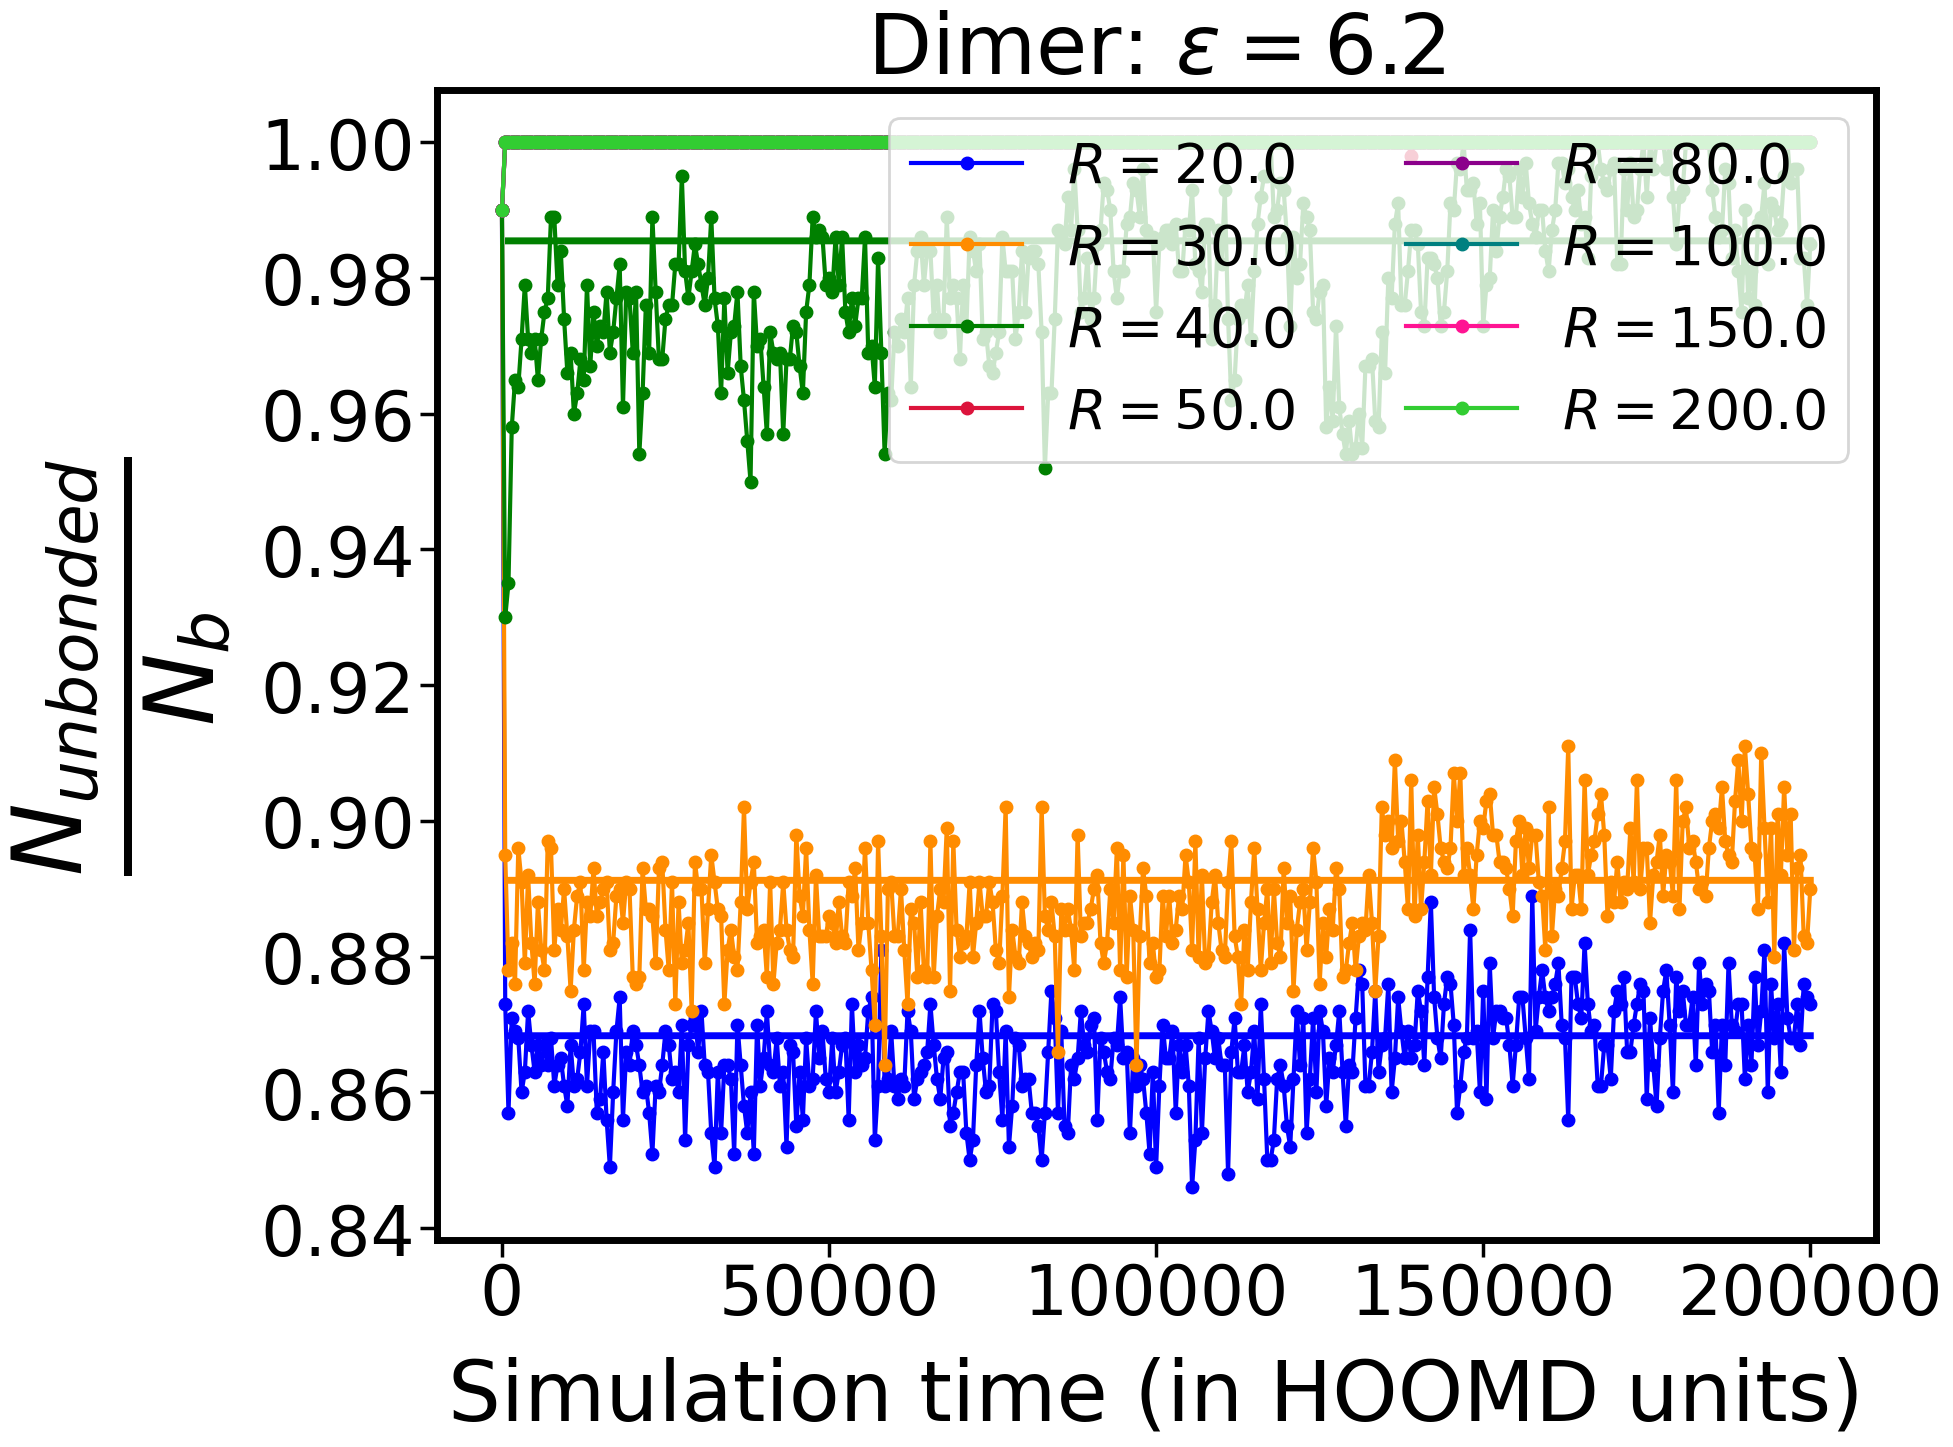 Dimer: ε = 6.2
N_unbonded
N_b
1.00
0.98
0.96
0.94
0.92
0.90
0.88
0.86
0.84
R = 20.0
R = 30.0
R = 40.0
R = 50.0
R = 80.0
R = 100.0
R = 150.0
R = 200.0
0 50000 100000 150000 200000
Simulation time (in HOOMD units)